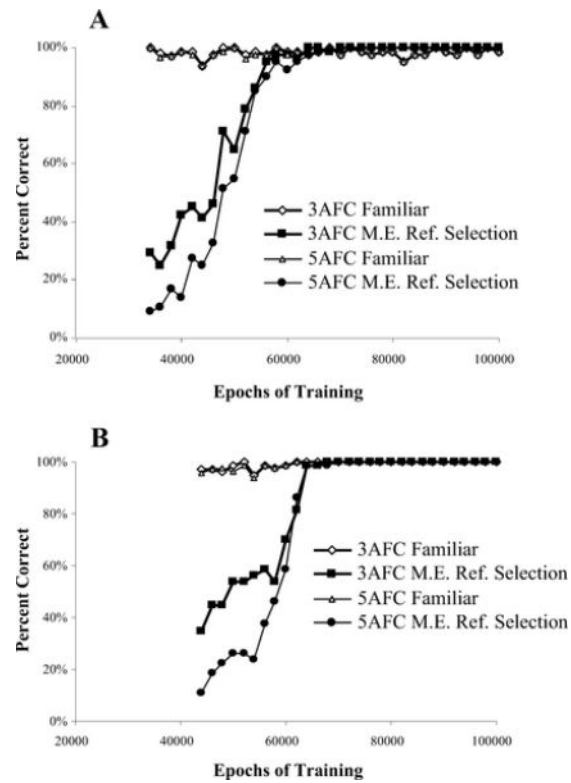 A
100%
80%
60%
40%
20%
0%
Percent Correct
3AFC Familiar
3AFC M.E. Ref. Selection
5AFC Familiar
5AFC M.E. Ref. Selection
20000 40000 60000 80000 100000
Epochs of Training
B
100%
80%
60%
40%
20%
0%
Percent Correct
3AFC Familiar
3AFC M.E. Ref. Selection
5AFC Familiar
5AFC M.E. Ref. Selection
20000 40000 60000 80000 100000
Epochs of Training